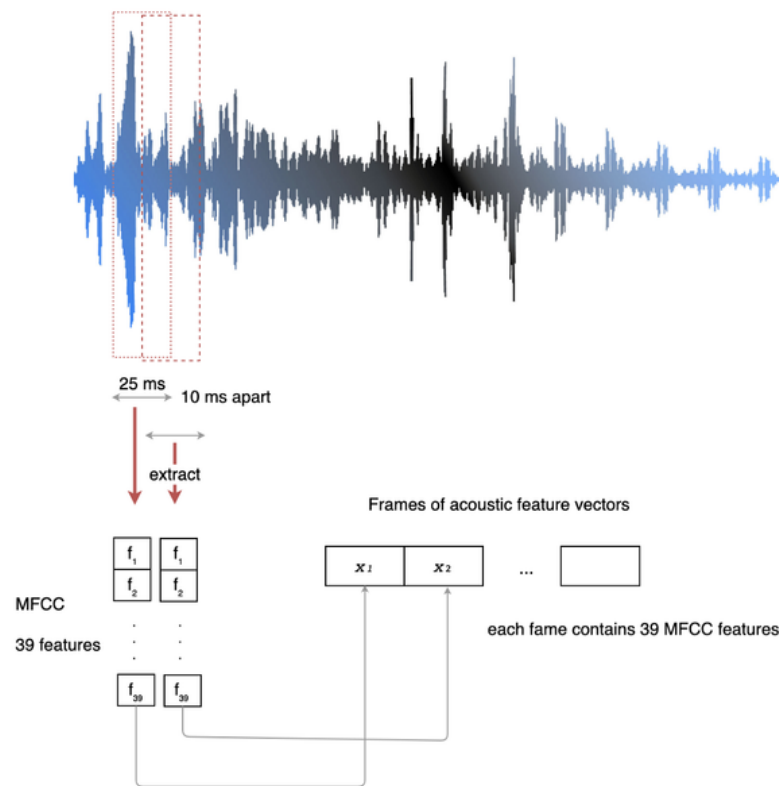 25 ms
10 ms apart
extract
Frames of acoustic feature vectors
f₁ f₁
x₁ x₂ ...
f₂ f₂
MFCC
each fame contains 39 MFCC features
39 features
f₃₉ f₃₉